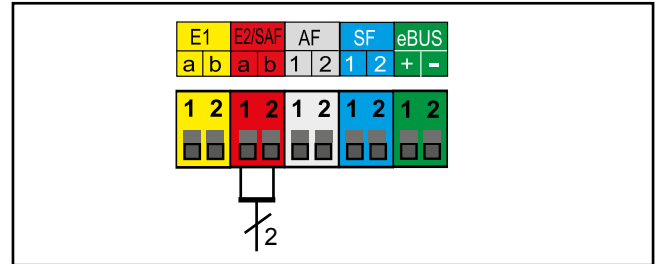 E1 E2/SAF AF SF eBUS
a b a b 1 2 1 2 + -
1 2 1 2 1 2 1 2 1 2
2